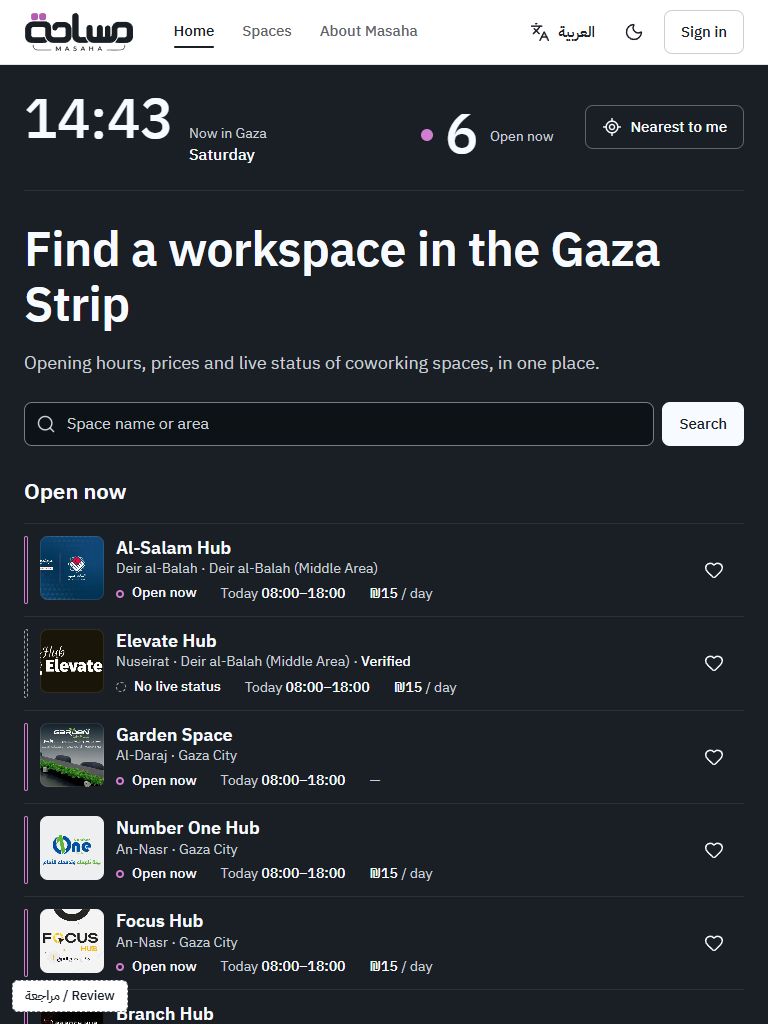 مساحة
MASAHA
Home
Spaces
About Masaha
العربية
Sign in
14:43
Now in Gaza
Saturday
6
Open now
Nearest to me
Find a workspace in the Gaza
Strip
Opening hours, prices and live status of coworking spaces, in one place.
Space name or area
Search
Open now
Al-Salam Hub
Deir al-Balah · Deir al-Balah (Middle Area)
Open now Today 08:00–18:00 ₪15 / day
Hub
Elevate
Elevate Hub
Nuseirat · Deir al-Balah (Middle Area) · Verified
No live status Today 08:00–18:00 ₪15 / day
GARDEN
Garden Space
Al-Daraj · Gaza City
Open now Today 08:00–18:00 —
One
Number One Hub
An-Nasr · Gaza City
Open now Today 08:00–18:00 ₪15 / day
FOCUS
HUB
Focus Hub
An-Nasr · Gaza City
Open now Today 08:00–18:00 ₪15 / day
Branch Hub
مراجعة / Review